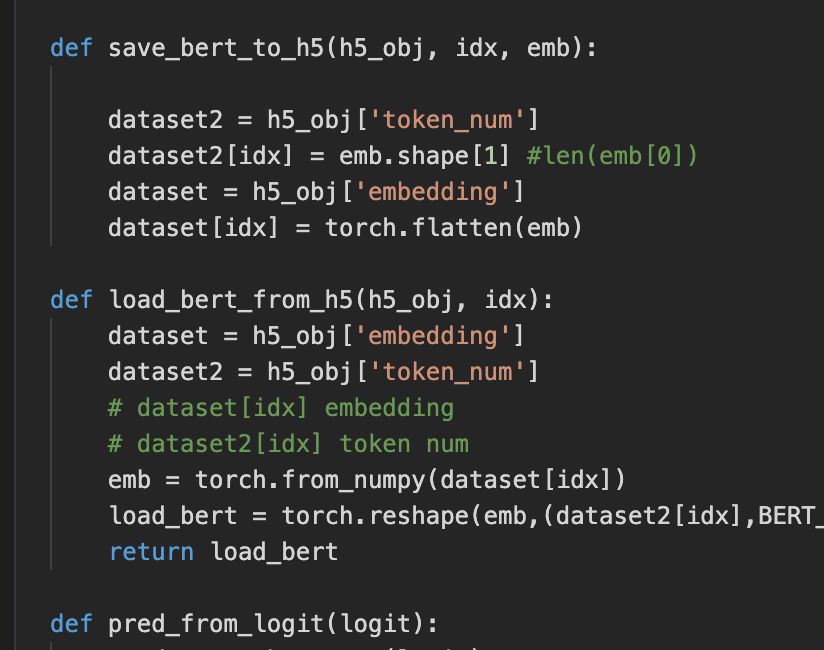 def save_bert_to_h5(h5_obj, idx, emb):
dataset2 = h5_obj['token_num']
dataset2[idx] = emb.shape[1] #len(emb[0])
dataset = h5_obj['embedding']
dataset[idx] = torch.flatten(emb)
def load_bert_from_h5(h5_obj, idx):
dataset = h5_obj['embedding']
dataset2 = h5_obj['token_num']
# dataset[idx] embedding
# dataset2[idx] token num
emb = torch.from_numpy(dataset[idx])
load_bert = torch.reshape(emb,(dataset2[idx],BERT_
return load_bert
def pred_from_logit(logit):